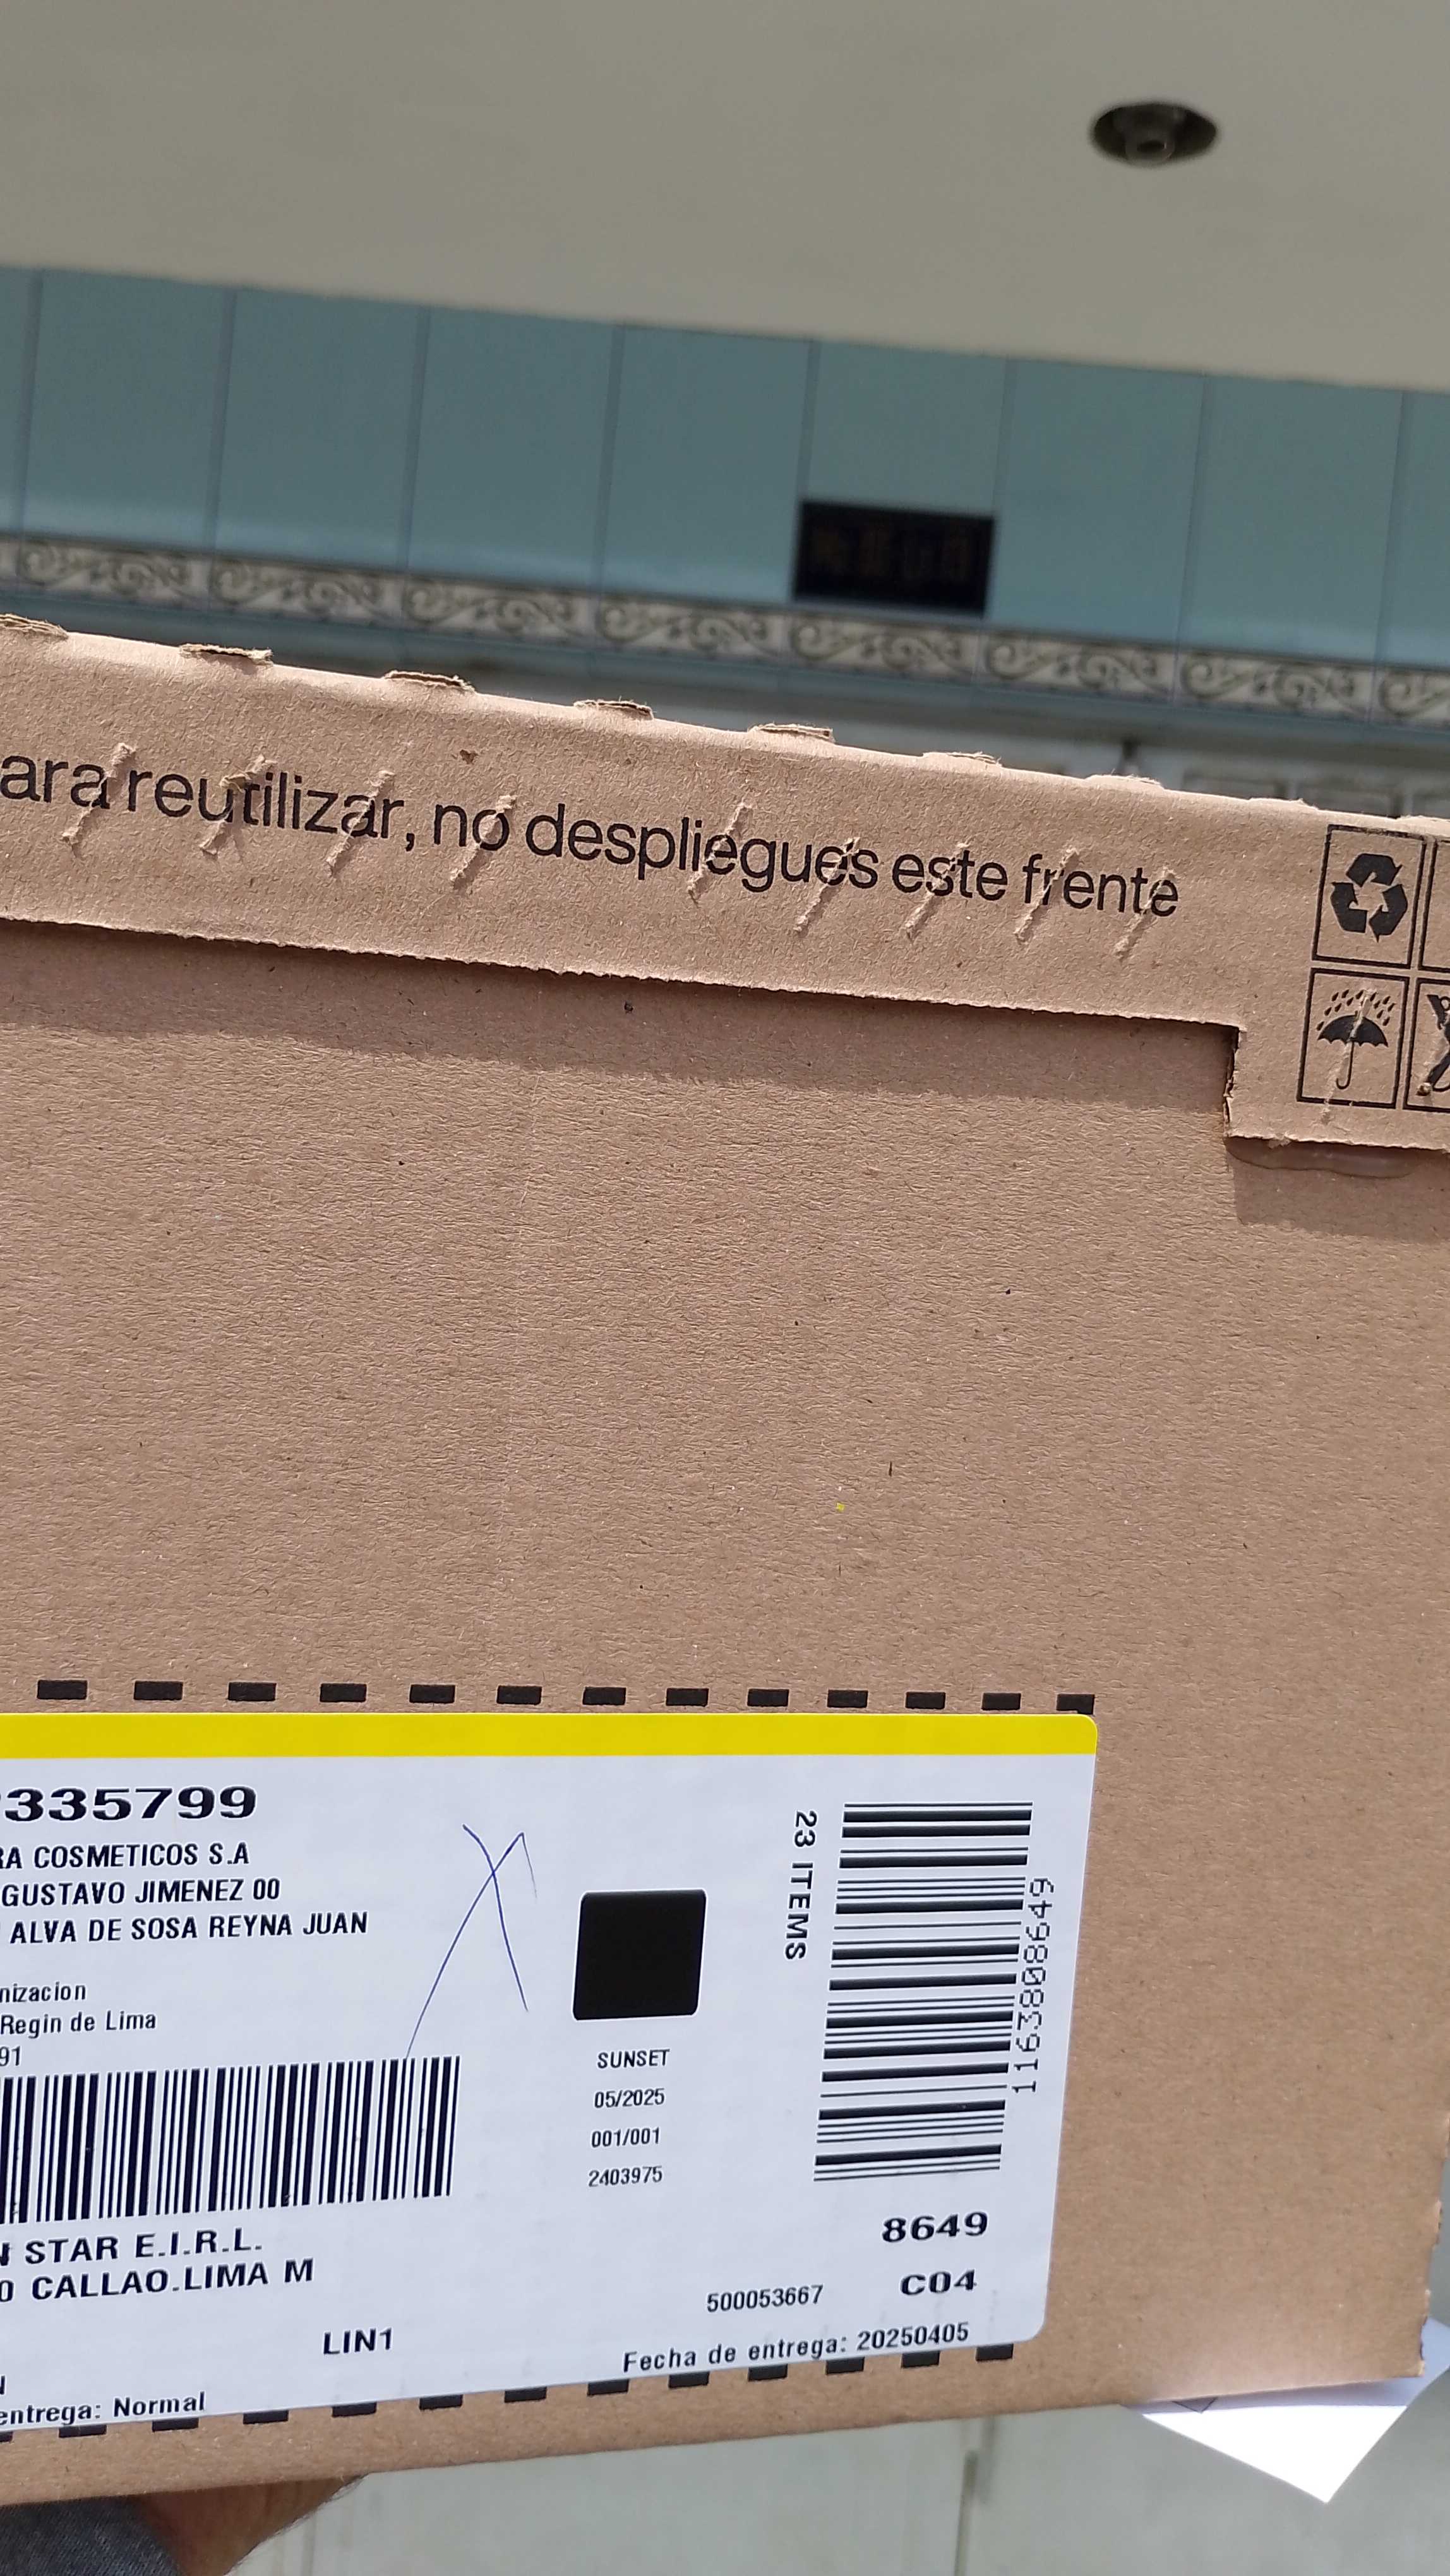 ara reutilizar, no despliegues este frente
335799
RA COSMETICOS S.A
GUSTAVO JIMENEZ 00
ALVA DE SOSA REYNA JUAN
nizacion
Regin de Lima
91
SUNSET
05/2025
001/001
2403975
23 ITEMS
1163808649
N STAR E.I.R.L.
O CALLAO.LIMA M
LIN1
8649
C04
500053667
Fecha de entrega: 20250405
entrega: Normal